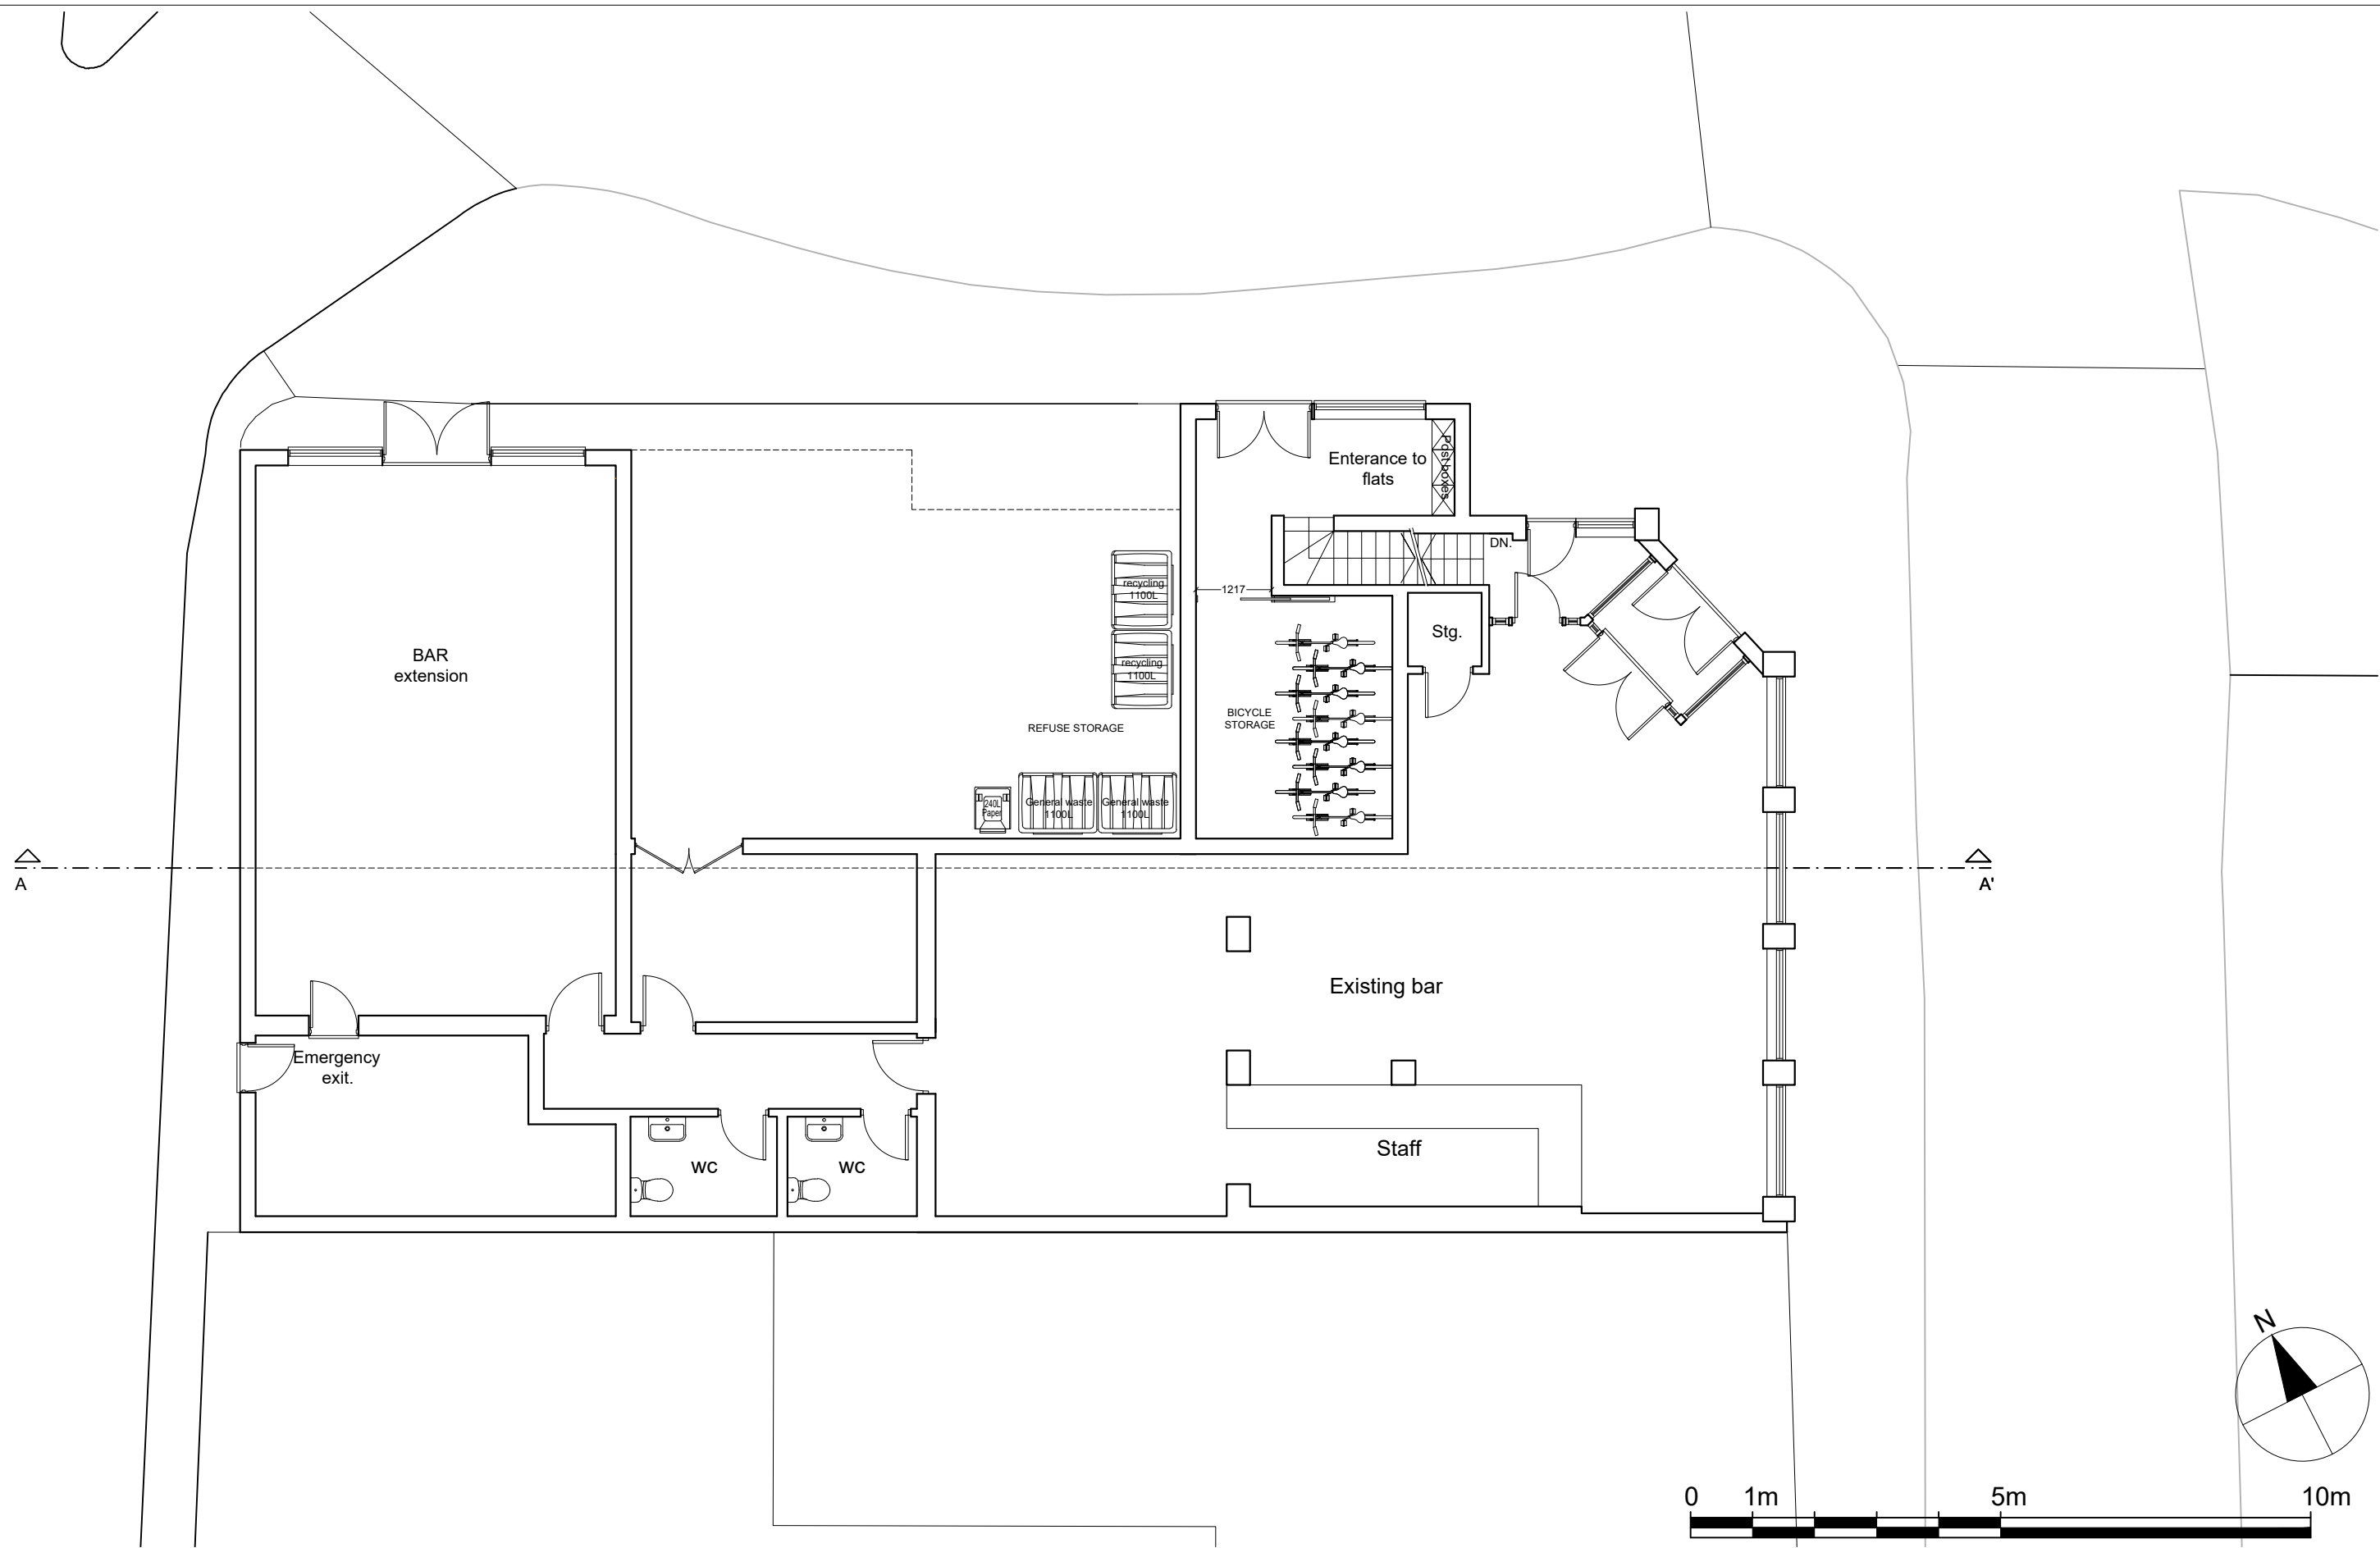 Enterance to
flats
Postboxes
DN.
recycling
1100L
1217
Stg.
BAR
extension
recycling
1100L
BICYCLE
STORAGE
REFUSE STORAGE
240L
Paper
General waste
1100L
General waste
1100L
A
A'
Existing bar
Emergency
exit.
Staff
WC
WC
N
0 1m 5m 10m